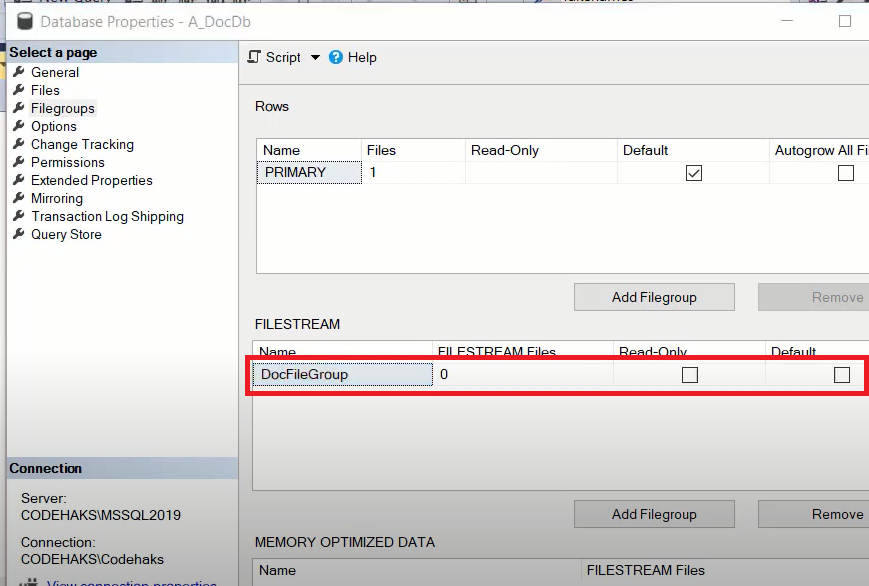 Database Properties - A_DocDb
Select a page
General
Files
Filegroups
Options
Change Tracking
Permissions
Extended Properties
Mirroring
Transaction Log Shipping
Query Store
Connection
Server:
CODEHAKS\MSSQL2019
Connection:
CODEHAKS\Codehaks
View connection properties
Script Help
Rows
Name Files Read-Only Default Autogrow All
PRIMARY 1
Add Filegroup Remove
FILESTREAM
Name FILESTREAM Files Read-Only Default
DocFileGroup 0
Add Filegroup Remove
MEMORY OPTIMIZED DATA
Name FILESTREAM Files